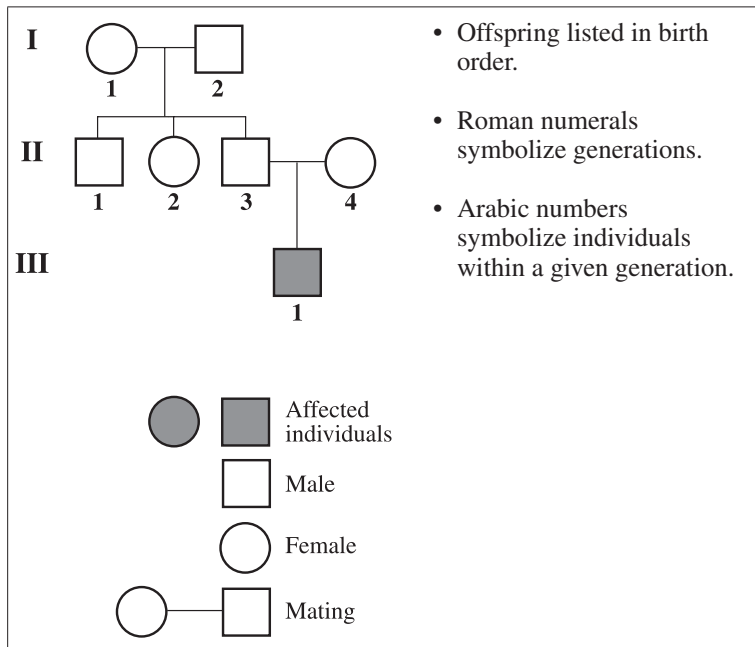 I
1
2
• Offspring listed in birth
order.
II
1
2
3
4
• Roman numerals
symbolize generations.
• Arabic numbers
symbolize individuals
within a given generation.
III
1
Affected
individuals
Male
Female
Mating